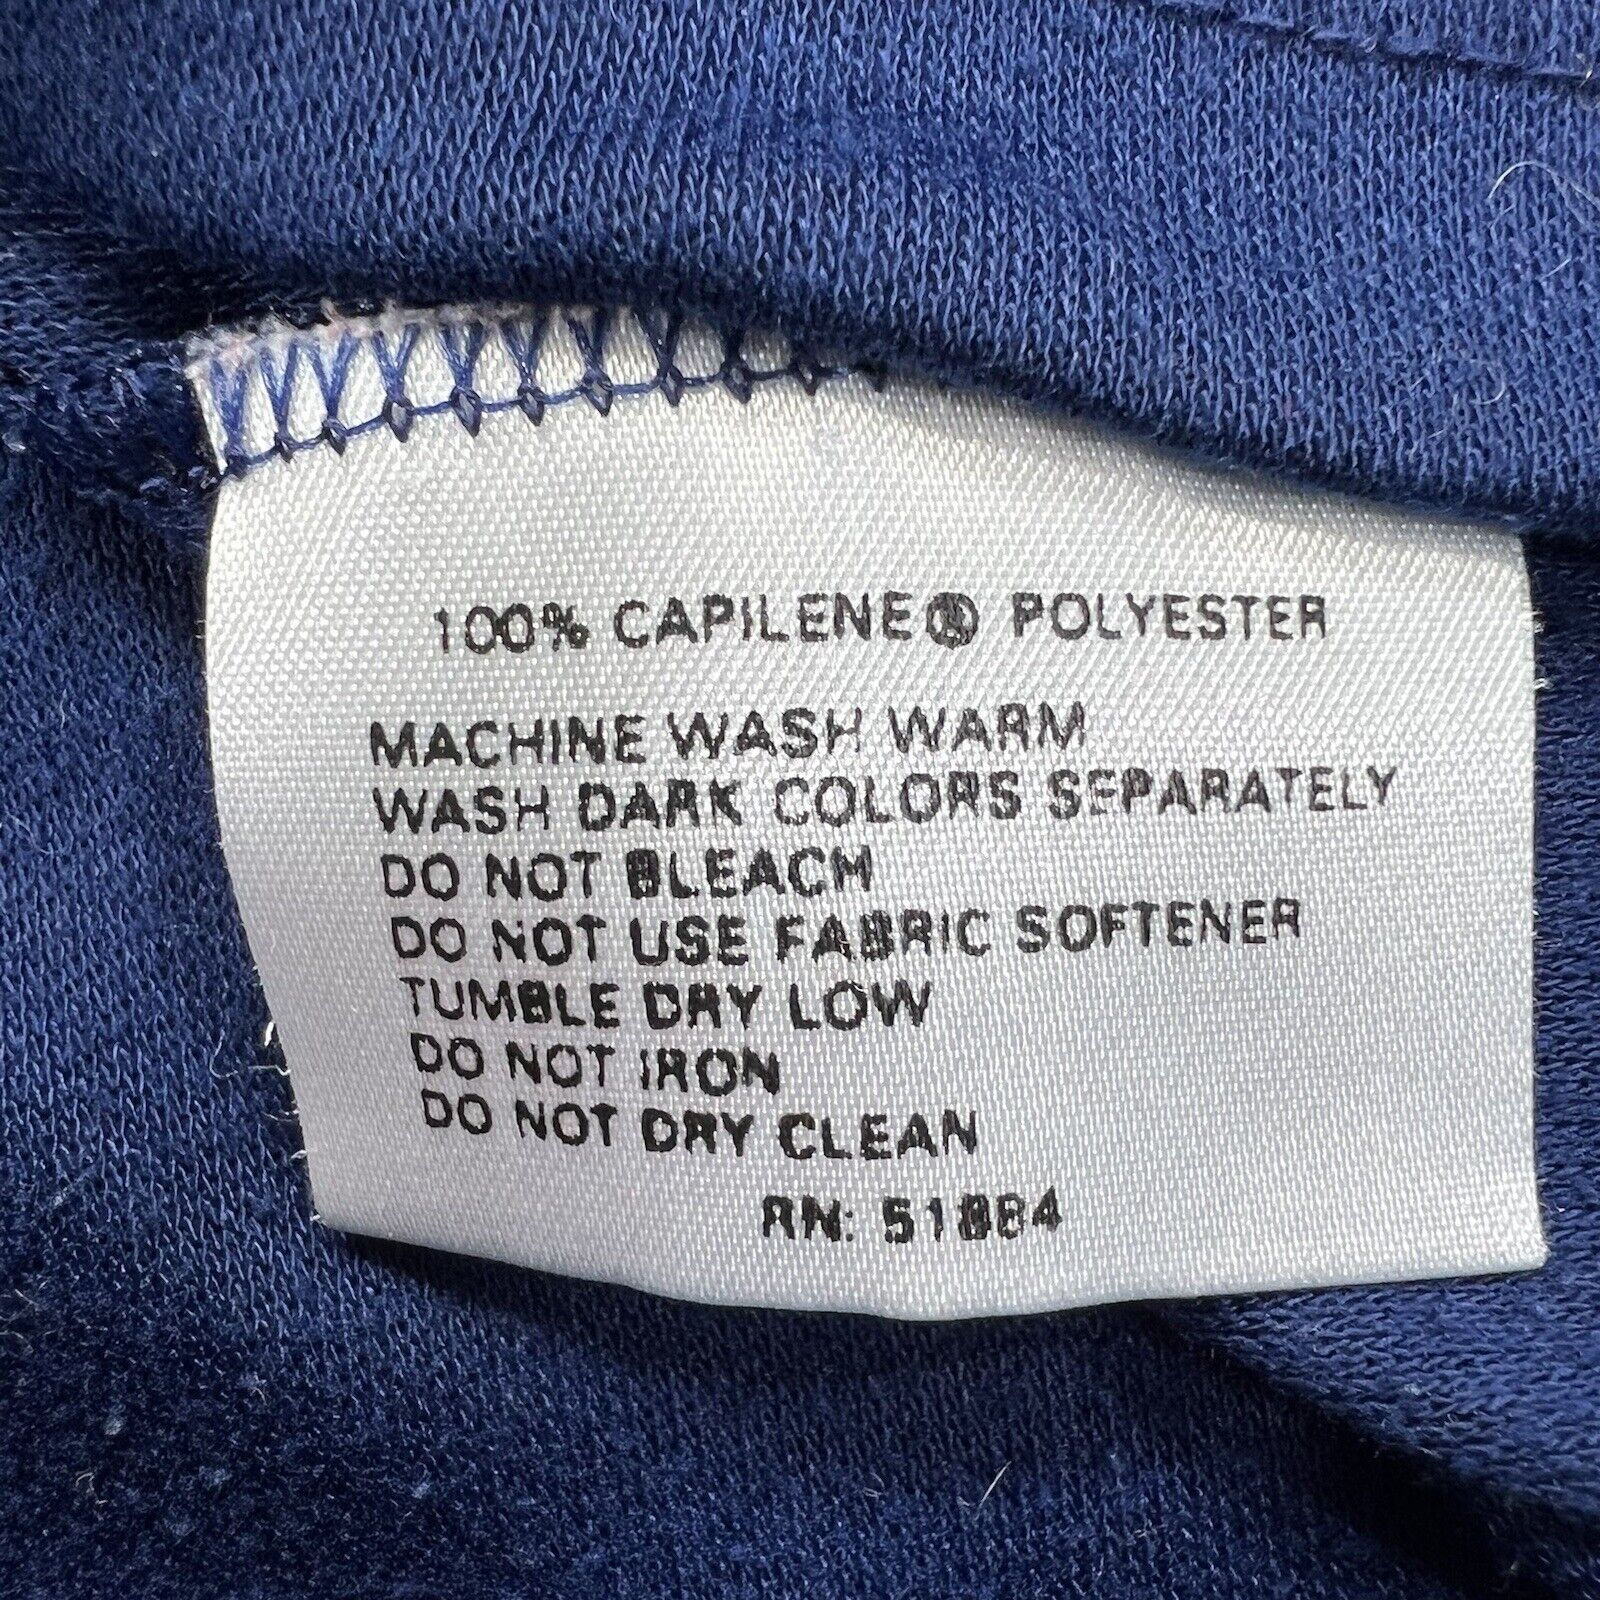 100% CAPILENE® POLYESTER
MACHINE WASH WARM
WASH DARK COLORS SEPARATELY
DO NOT BLEACH
DO NOT USE FABRIC SOFTENER
TUMBLE DRY LOW
DO NOT IRON
DO NOT DRY CLEAN
RN: 51884